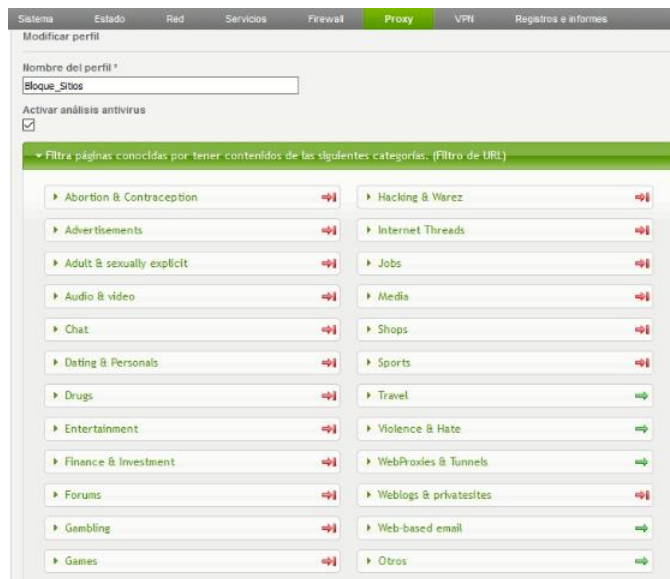 Sistema Estado Red Servicios Firewall Proxy VPN Registros e informes
Modificar perfil
Nombre del perfil *
Bloque_Sitios
Activar análisis antivirus
Filtra páginas conocidas por tener contenidos de las siguientes categorías. (Filtro de URL)
Abortion & Contraception
Advertisements
Adult & sexually explicit
Audio & video
Chat
Dating & Personals
Drugs
Entertainment
Finance & Investment
Forums
Gambling
Games
Hacking & Warez
Internet Threads
Jobs
Media
Shops
Sports
Travel
Violence & Hate
WebProxies & Tunnels
Weblogs & privatesites
Web-based email
Otros